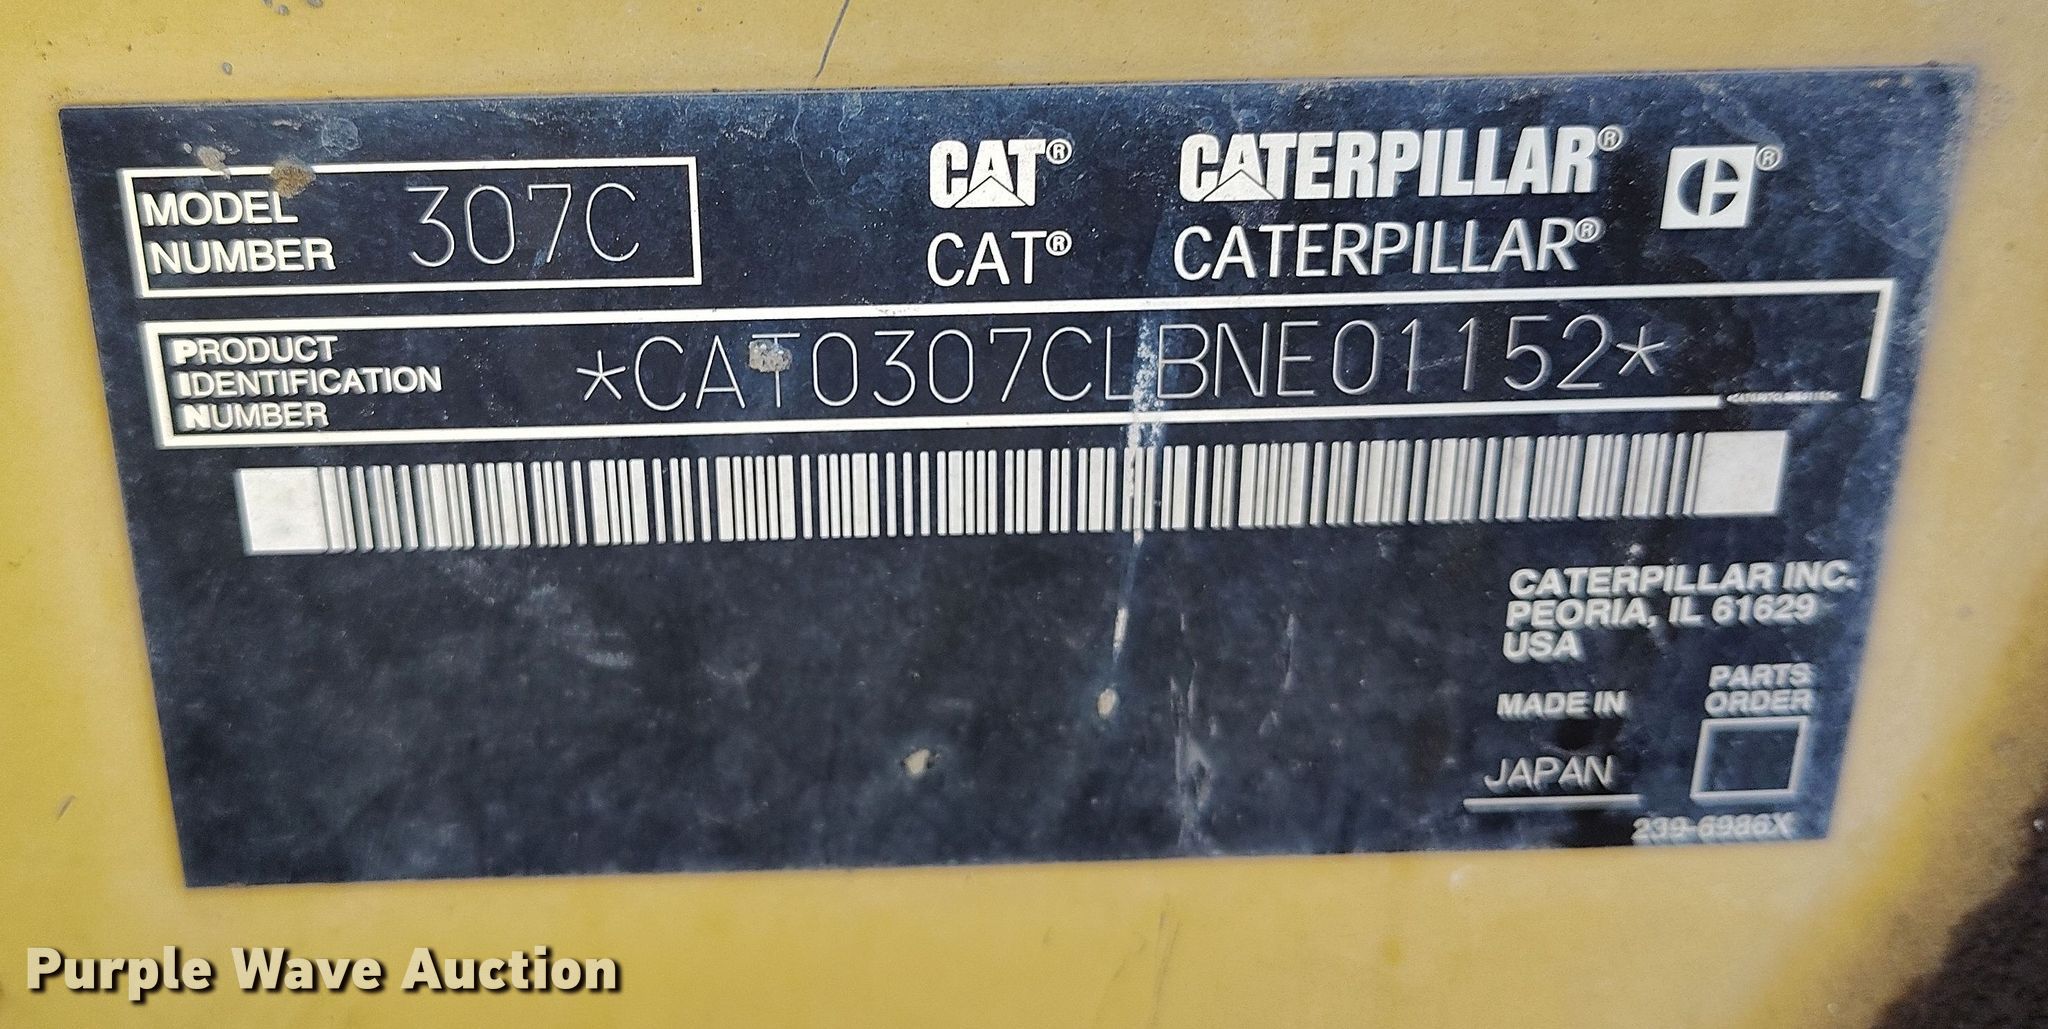 MODEL NUMBER 307C
CAT® CATERPILLAR® C®
CAT® CATERPILLAR®
PRODUCT IDENTIFICATION NUMBER *CAT0307CLBNE01152*
CATERPILLAR INC.
PEORIA, IL 61629
USA
MADE IN
JAPAN
PARTS
ORDER
239-6986X
Purple Wave Auction